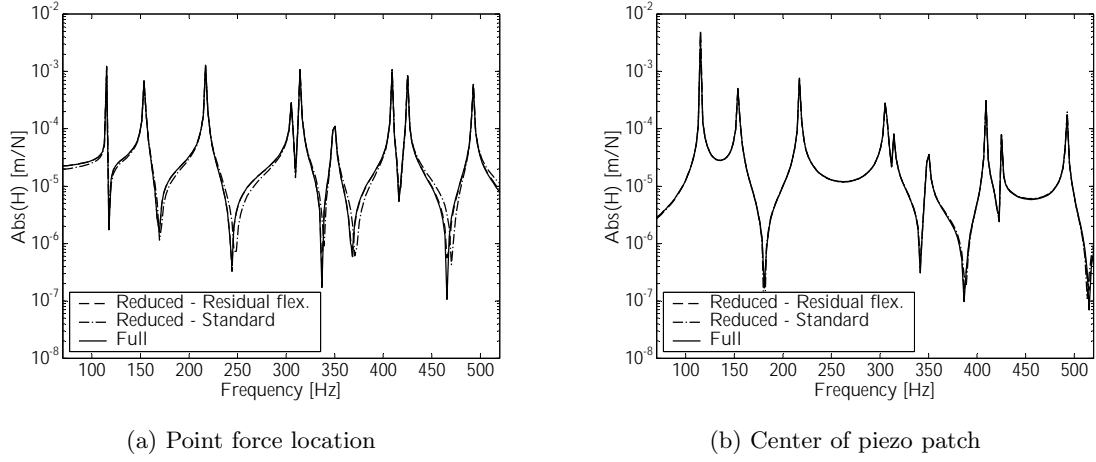 10-2
10-3
10-4
10-5
10-6
10-7
10-8
Abs(H) [m/N]
Reduced - Residual flex.
Reduced - Standard
Full
100 150 200 250 300 350 400 450 500
Frequency [Hz]
(a) Point force location
10-2
10-3
10-4
10-5
10-6
10-7
10-8
Abs(H) [m/N]
Reduced - Residual flex.
Reduced - Standard
Full
100 150 200 250 300 350 400 450 500
Frequency [Hz]
(b) Center of piezo patch